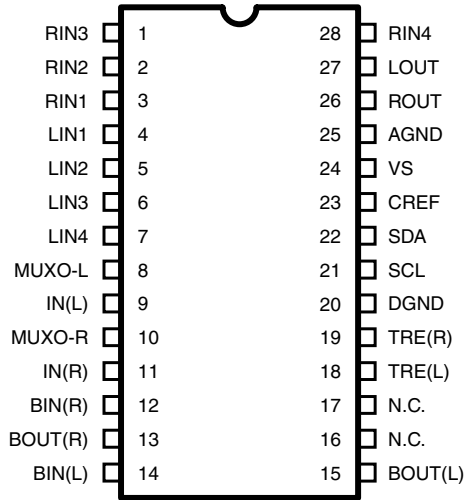 RIN3 1 28 RIN4
RIN2 2 27 LOUT
RIN1 3 26 ROUT
LIN1 4 25 AGND
LIN2 5 24 VS
LIN3 6 23 CREF
LIN4 7 22 SDA
MUXO-L 8 21 SCL
IN(L) 9 20 DGND
MUXO-R 10 19 TRE(R)
IN(R) 11 18 TRE(L)
BIN(R) 12 17 N.C.
BOUT(R) 13 16 N.C.
BIN(L) 14 15 BOUT(L)